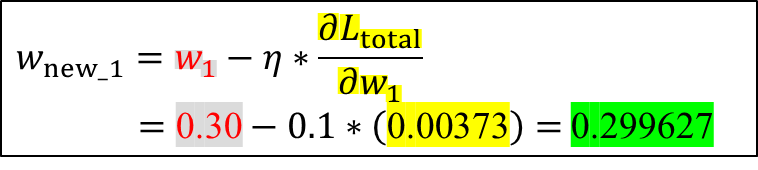 w_new_1 = w_1 − η * ∂L_total / ∂w_1
= 0.30 − 0.1 * (0.00373) = 0.299627